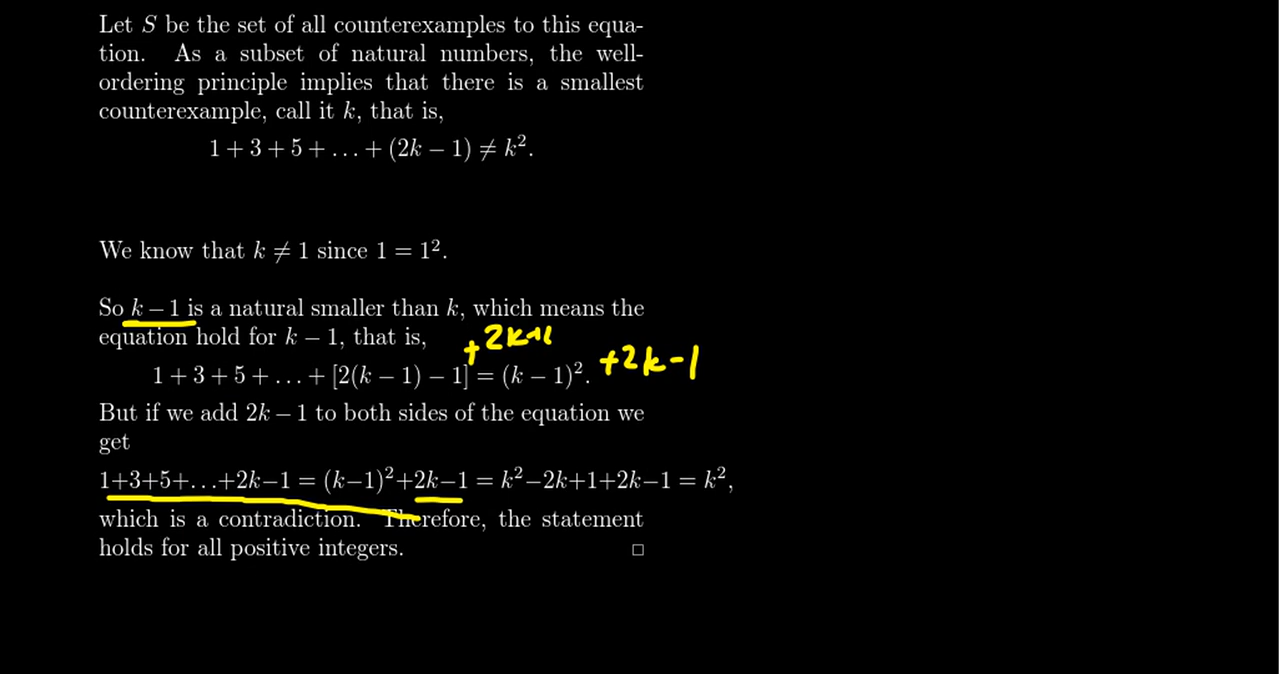 Let S be the set of all counterexamples to this equa-
tion. As a subset of natural numbers, the well-
ordering principle implies that there is a smallest
counterexample, call it k, that is,
1 + 3 + 5 + . . . + (2k − 1) ≠ k².
We know that k ≠ 1 since 1 = 1².
So k − 1 is a natural smaller than k, which means the
equation hold for k − 1, that is,
1 + 3 + 5 + . . . + [2(k − 1) − 1] = (k − 1)². +2k-1
But if we add 2k − 1 to both sides of the equation we
get
1+3+5+. . .+2k−1 = (k−1)²+2k−1 = k²−2k+1+2k−1 = k²,
which is a contradiction. Therefore, the statement
holds for all positive integers. □